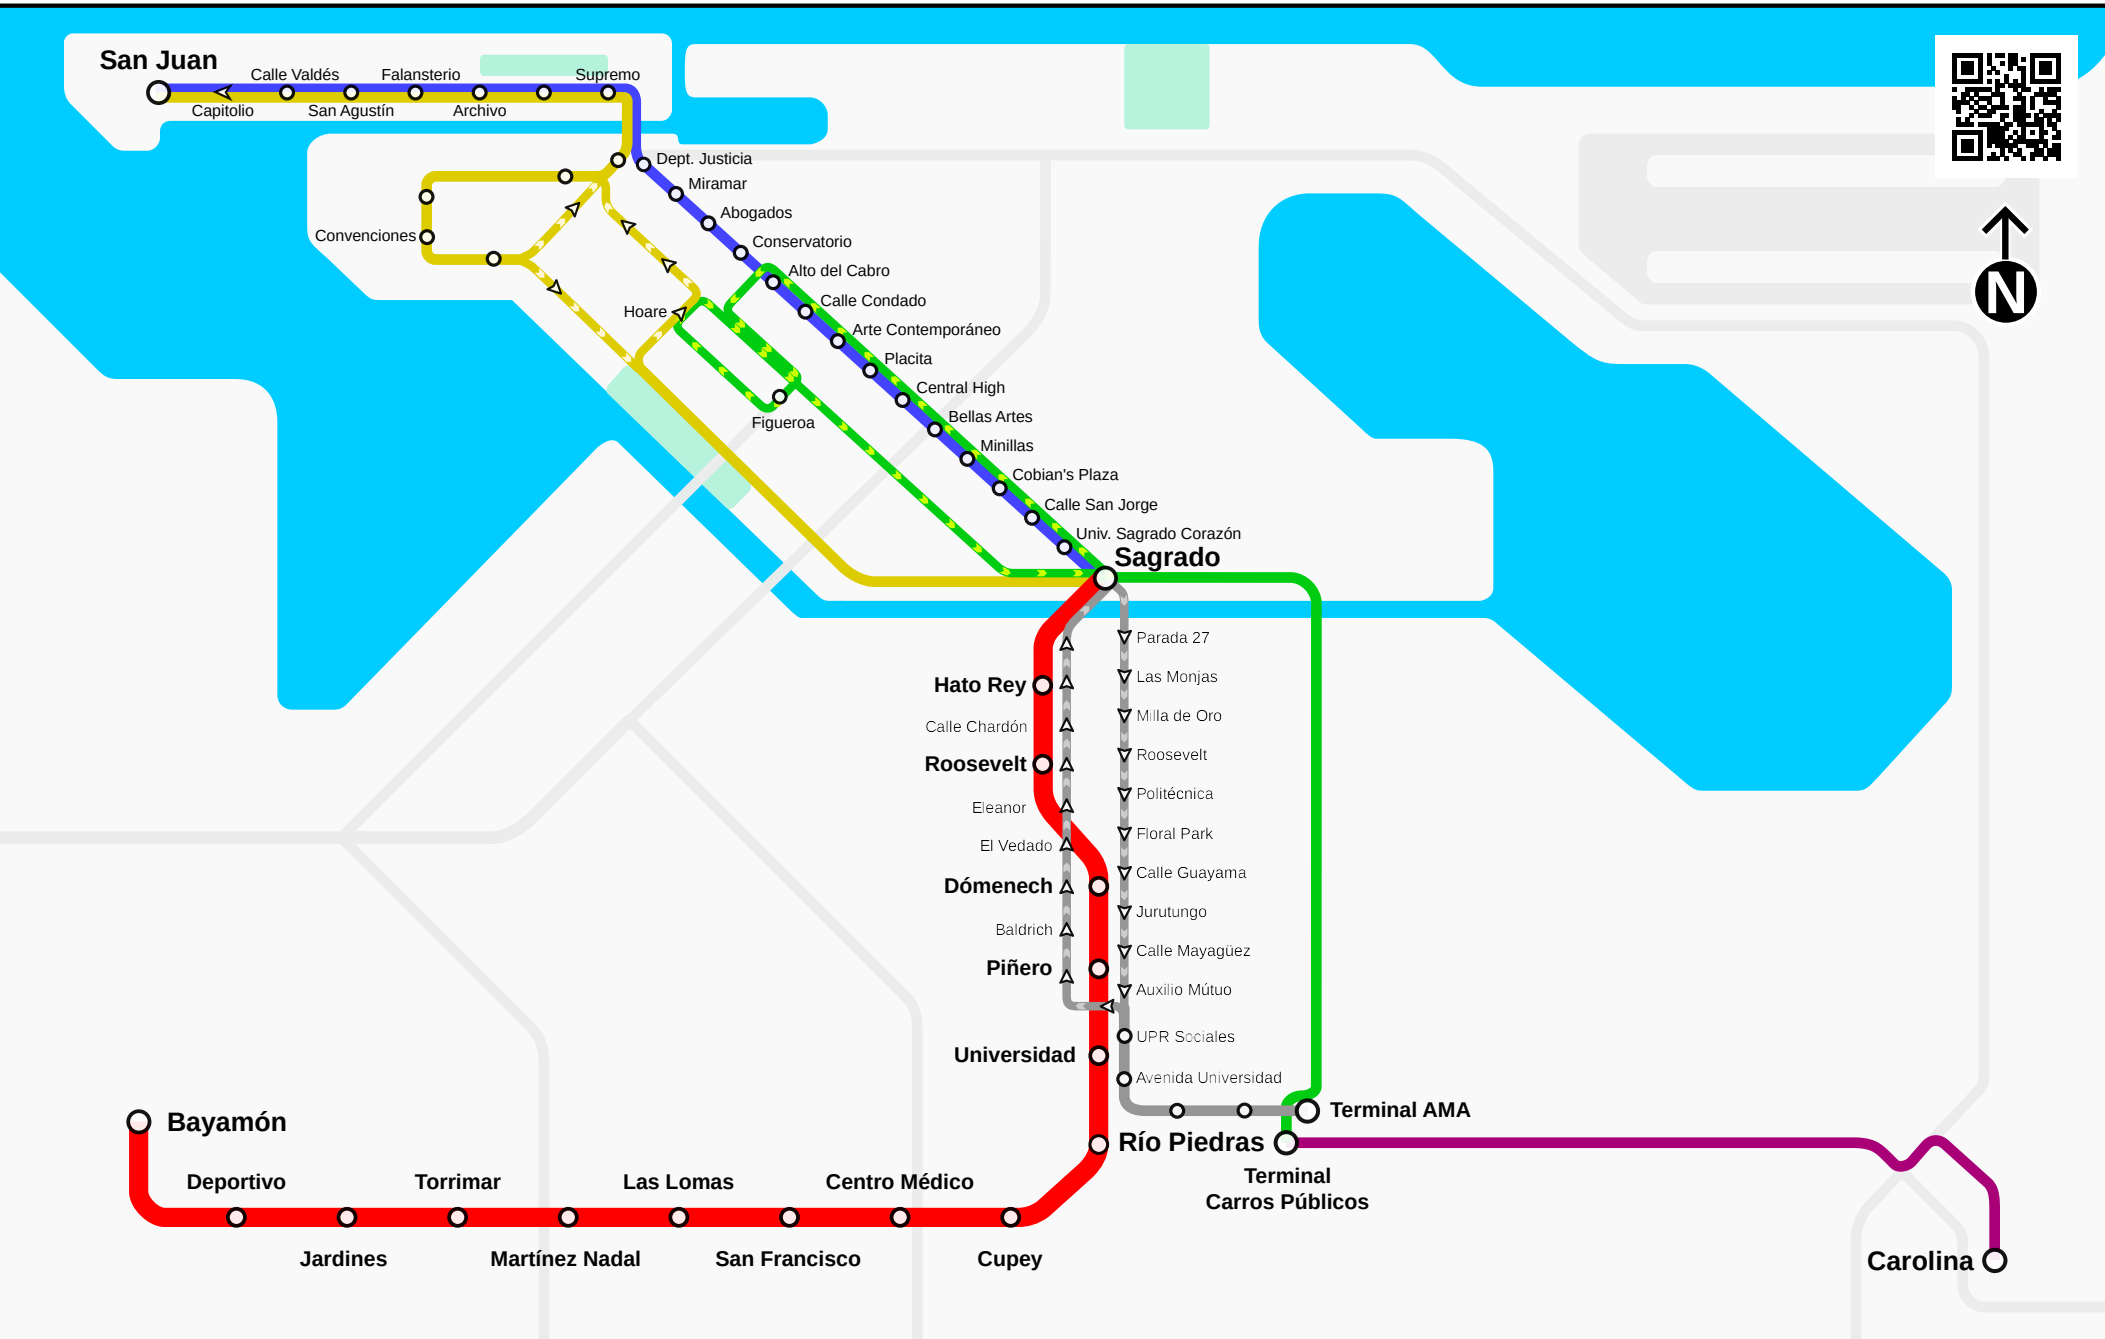 San Juan
Calle Valdés
Falansterio
Supremo
Capitolio
San Agustín
Archivo
Dept. Justicia
Miramar
Abogados
Convenciones
Conservatorio
Alto del Cabro
Calle Condado
Hoare
Arte Contemporáneo
Placita
Central High
Bellas Artes
Figueroa
Minillas
Cobian's Plaza
Calle San Jorge
Univ. Sagrado Corazón
Sagrado
N
Parada 27
Las Monjas
Hato Rey
Milla de Oro
Calle Chardón
Roosevelt
Roosevelt
Politécnica
Eleanor
Floral Park
El Vedado
Calle Guayama
Dómenech
Jurutungo
Baldrich
Calle Mayagüez
Piñero
Auxilio Mútuo
UPR Sociales
Universidad
Avenida Universidad
Terminal AMA
Bayamón
Río Piedras
Terminal
Carros Públicos
Deportivo
Torrimar
Las Lomas
Centro Médico
Jardines
Martínez Nadal
San Francisco
Cupey
Carolina